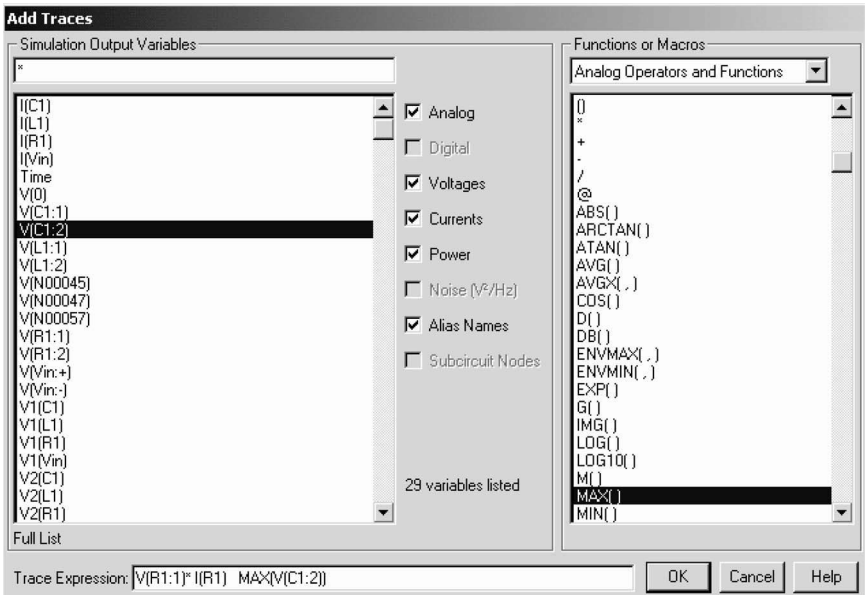 Add Traces
Simulation Output Variables
*
I(C1)
I(L1)
I(R1)
I(Vin)
Time
V(0)
V(C1:1)
V(C1:2)
V(L1:1)
V(L1:2)
V(N00045)
V(N00047)
V(N00057)
V(R1:1)
V(R1:2)
V(Vin:+)
V(Vin:-)
V1(C1)
V1(L1)
V1(R1)
V1(Vin)
V2(C1)
V2(L1)
V2(R1)
Full List
Analog
Digital
Voltages
Currents
Power
Noise (V²/Hz)
Alias Names
Subcircuit Nodes
29 variables listed
Functions or Macros
Analog Operators and Functions
()
*
+
-
/
@
ABS( )
ARCTAN( )
ATAN( )
AVG( )
AVGX( , )
COS( )
D( )
DB( )
ENVMAX( , )
ENVMIN( , )
EXP( )
G( )
IMG( )
LOG( )
LOG10( )
M( )
MAX( )
MIN( )
Trace Expression: V(R1:1)* I(R1) MAX(V(C1:2))
OK Cancel Help